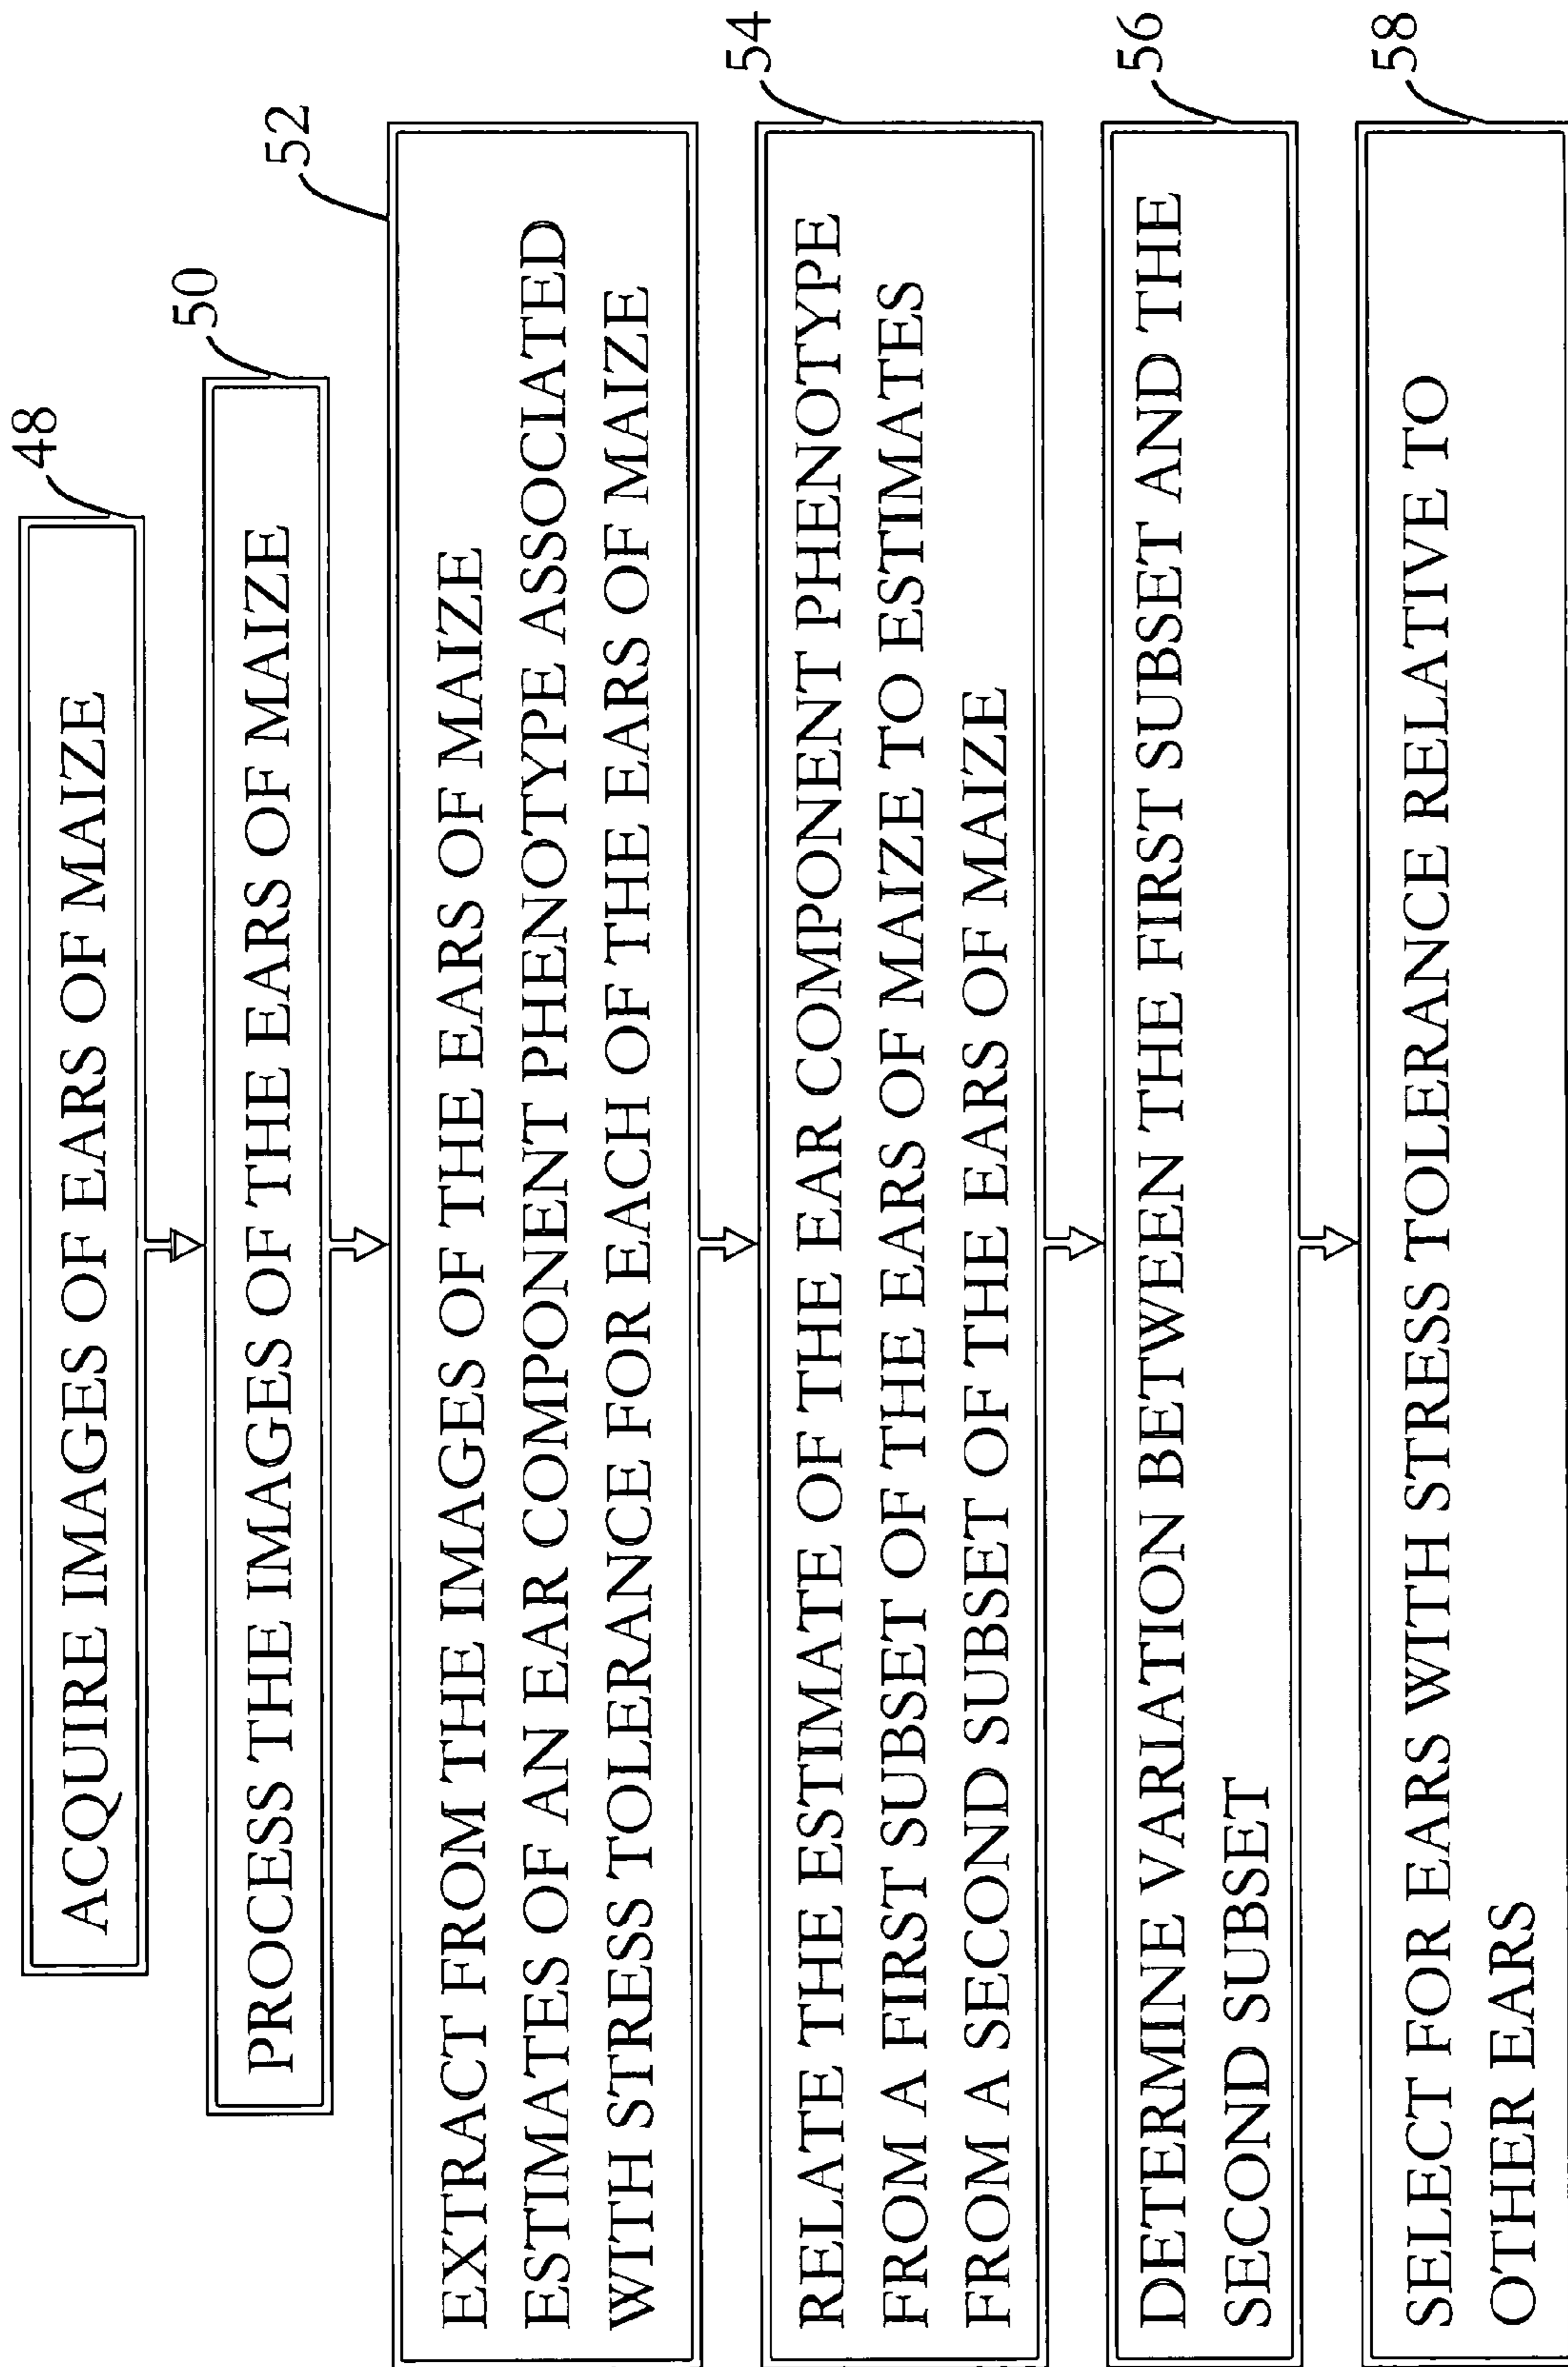 ACQUIRE IMAGES OF EARS OF MAIZE
48
PROCESS THE IMAGES OF THE EARS OF MAIZE
50
EXTRACT FROM THE IMAGES OF THE EARS OF MAIZE
ESTIMATES OF AN EAR COMPONENT PHENOTYPE ASSOCIATED
WITH STRESS TOLERANCE FOR EACH OF THE EARS OF MAIZE
52
RELATE THE ESTIMATE OF THE EAR COMPONENT PHENOTYPE
FROM A FIRST SUBSET OF THE EARS OF MAIZE TO ESTIMATES
FROM A SECOND SUBSET OF THE EARS OF MAIZE
54
DETERMINE VARIATION BETWEEN THE FIRST SUBSET AND THE
SECOND SUBSET
56
SELECT FOR EARS WITH STRESS TOLERANCE RELATIVE TO
OTHER EARS
58